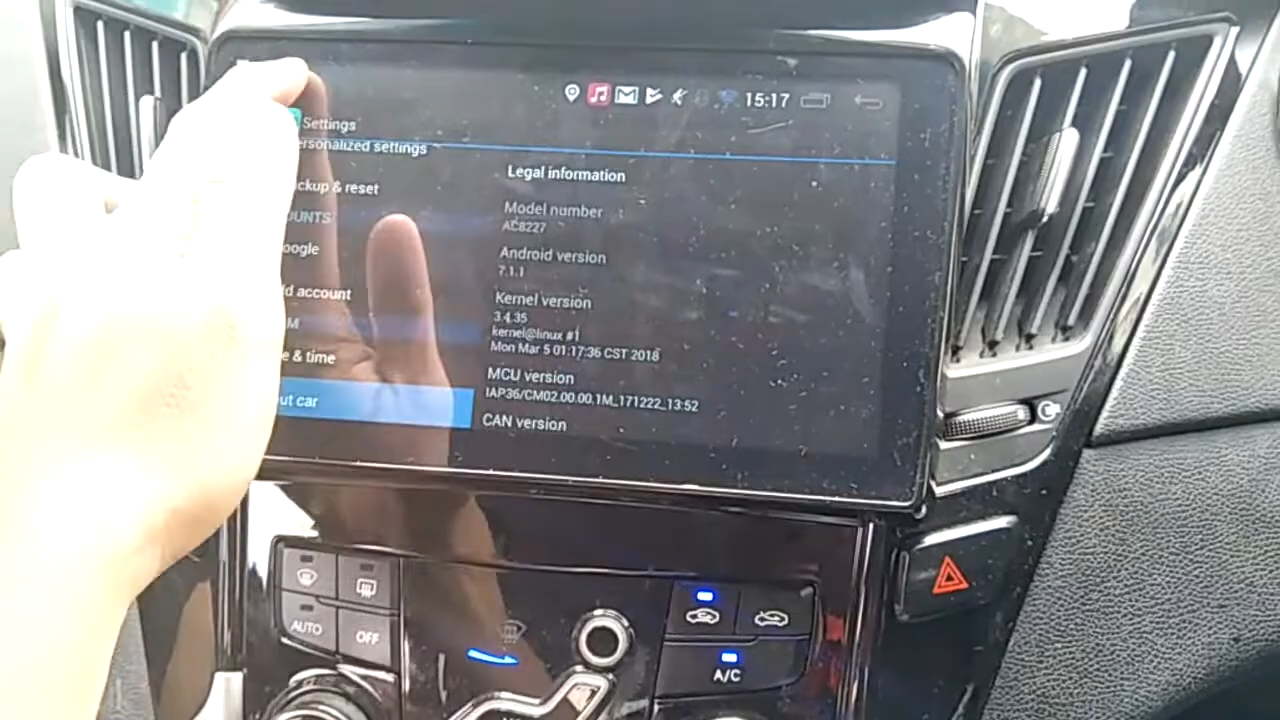 15:17
Settings
ersonalized settings
ckup & reset
OUNTS
oogle
d account
M
e & time
ut car
Legal information
Model number
AC8227
Android version
7.1.1
Kernel version
3.4.35
kernel@linux #1
Mon Mar 5 01:17:36 CST 2018
MCU version
IAP36/CM02.00.00.1M_171222_13:52
CAN version
AUTO
OFF
A/C